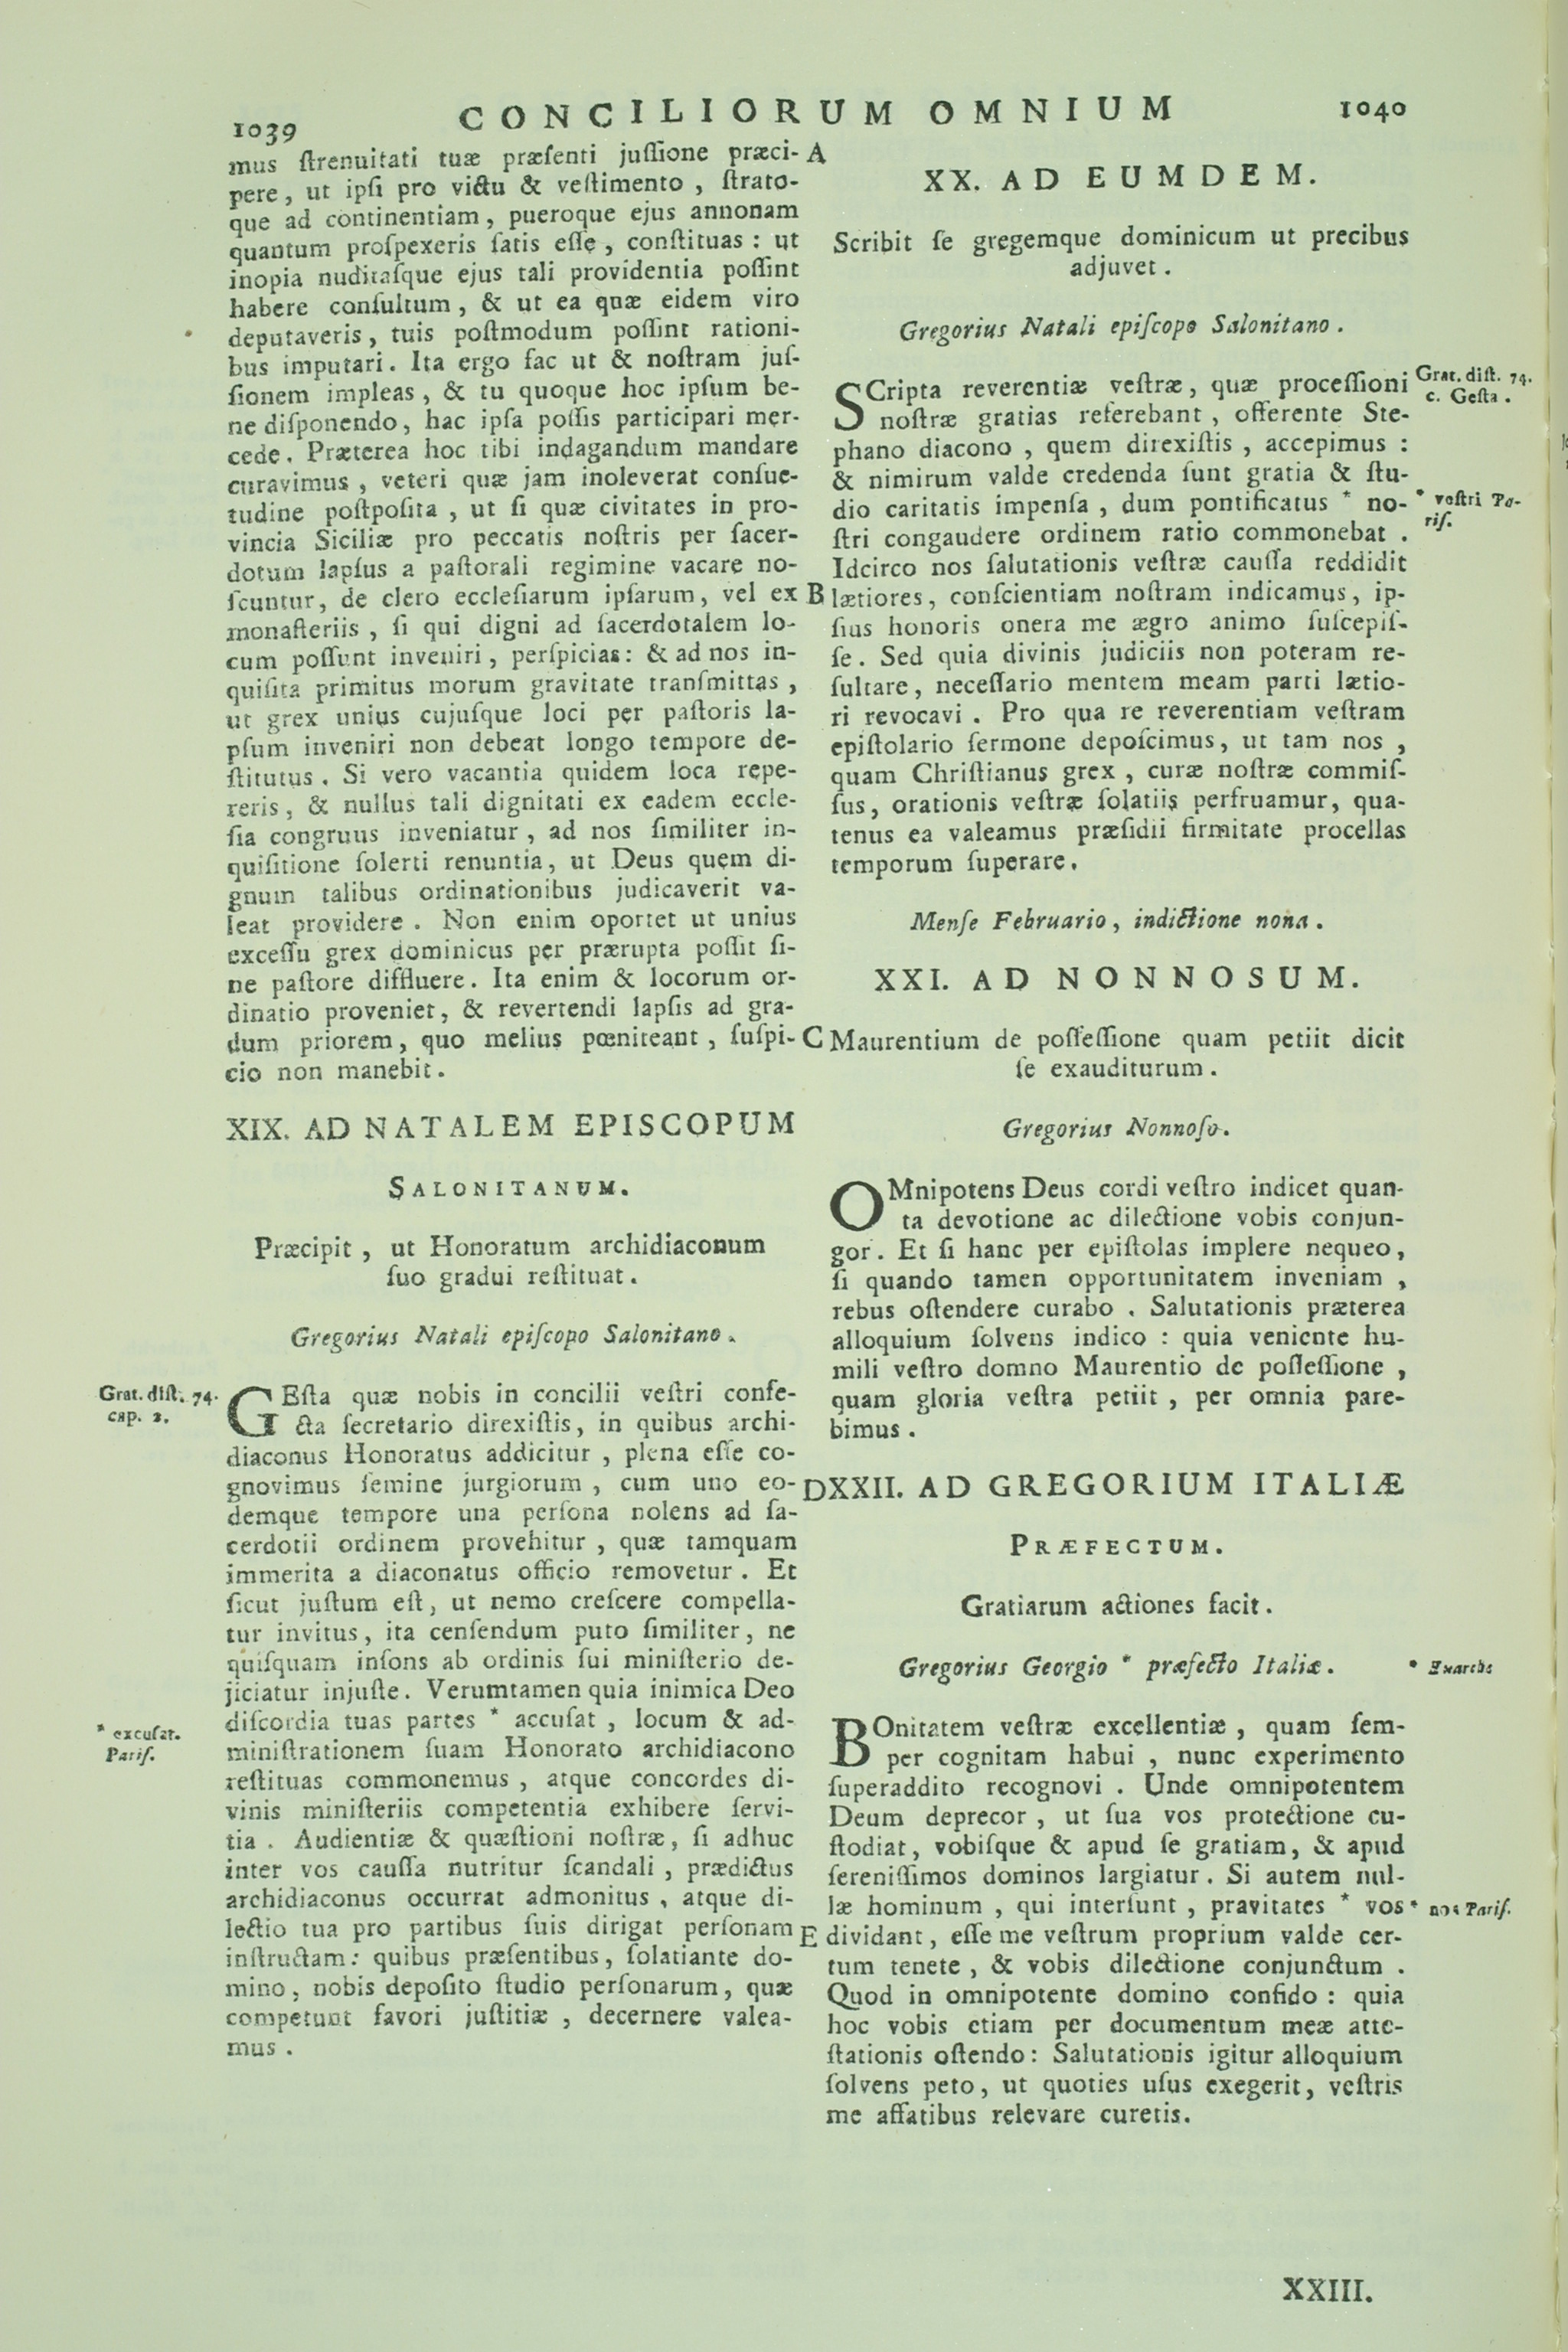 1039
CONCILIORUM OMNIUM
1040
mus ſtrenuitati tuæ præſenti juſſione præci-
pere, ut ipſi pro victu & veſtimento, ſtrato-
que ad continentiam, pueroque ejus annonam
quantum proſpexeris ſatis eſſe, conſtituas: ut
inopia nuditaſque ejus tali providentia poſſint
habere conſultum, & ut ea quæ eidem viro
deputaveris, tuis poſtmodum poſſint rationi-
bus imputari. Ita ergo fac ut & noſtram juſ-
ſionem impleas, & tu quoque hoc ipſum be-
ne diſponendo, hac ipſa poſſis participari mer-
cede. Præterea hoc tibi indagandum mandare
curavimus, veteri quæ jam inoleverat conſue-
tudine poſtpoſita, ut ſi quæ civitates in pro-
vincia Siciliæ pro peccatis noſtris per ſacer-
dotum lapſus a paſtorali regimine vacare no-
ſcuntur, de clero eccleſiarum ipſarum, vel ex
monaſteriis, ſi qui digni ad ſacerdotalem lo-
cum poſſunt inveniri, perſpicias: & ad nos in-
quiſita primitus morum gravitate tranſmittas,
ut grex unius cujuſque loci per paſtoris la-
pſum inveniri non debeat longo tempore de-
ſtitutus. Si vero vacantia quidem loca repe-
reris, & nullus tali dignitati ex eadem eccle-
ſia congruus inveniatur, ad nos ſimiliter in-
quiſitione ſolerti renuntia, ut Deus quem di-
gnum talibus ordinationibus judicaverit va-
leat providere. Non enim oportet ut unius
exceſſu grex dominicus per prærupta poſſit ſi-
ne paſtore diffluere. Ita enim & locorum or-
dinatio proveniet, & revertendi lapſis ad gra-
dum priorem, quo melius pœniteant, ſuſpi-
cio non manebit.
XIX. AD NATALEM EPISCOPUM
SALONITANUM.
Præcipit, ut Honoratum archidiaconum
ſuo gradui reſtituat.
Gregorius Natali epiſcopo Salonitano.
Grat. diſt. 74.
cap. 2.
GEſta quæ nobis in concilii veſtri confe-
cta ſecretario direxiſtis, in quibus archi-
diaconus Honoratus addicitur, plena eſſe co-
gnovimus ſemine jurgiorum, cum uno eo-
demque tempore una perſona nolens ad ſa-
cerdotii ordinem provehitur, quæ tamquam
immerita a diaconatus officio removetur. Et
ſicut juſtum eſt, ut nemo creſcere compella-
tur invitus, ita cenſendum puto ſimiliter, ne
quiſquam inſons ab ordinis ſui miniſterio de-
jiciatur injuſte. Verumtamen quia inimica Deo
diſcordia tuas partes * accuſat, locum & ad-
miniſtrationem ſuam Honorato archidiacono
reſtituas commonemus, atque concordes di-
vinis miniſteriis competentia exhibere ſervi-
tia. Audientiæ & quæſtioni noſtræ, ſi adhuc
inter vos cauſſa nutritur ſcandali, prædictus
archidiaconus occurrat admonitus, atque di-
lectio tua pro partibus ſuis dirigat perſonam
inſtructam: quibus præſentibus, ſolatiante do-
mino, nobis depoſito ſtudio perſonarum, quæ
competunt favori juſtitiæ, decernere valea-
mus.
* excuſat.
Pariſ.
A
B
C
D
E
XX. AD EUMDEM.
Scribit ſe gregemque dominicum ut precibus
adjuvet.
Gregorius Natali epiſcopo Salonitano.
SCripta reverentiæ veſtræ, quæ proceſſioni
noſtræ gratias referebant, offerente Ste-
phano diacono, quem direxiſtis, accepimus:
& nimirum valde credenda ſunt gratia & ſtu-
dio caritatis impenſa, dum pontificatus * no-
ſtri congaudere ordinem ratio commonebat.
Idcirco nos ſalutationis veſtræ cauſſa reddidit
lætiores, conſcientiam noſtram indicamus, ip-
ſius honoris onera me ægro animo ſuſcepiſ-
ſe. Sed quia divinis judiciis non poteram re-
ſultare, neceſſario mentem meam parti lætio-
ri revocavi. Pro qua re reverentiam veſtram
epiſtolario ſermone depoſcimus, ut tam nos,
quam Chriſtianus grex, curæ noſtræ commiſ-
ſus, orationis veſtræ ſolatiis perfruamur, qua-
tenus ea valeamus præſidii firmitate procellas
temporum ſuperare.
Grat. diſt. 74.
c. Geſta.
* veſtri Pa-
riſ.
Menſe Februario, indictione nona.
XXI. AD NONNOSUM.
Maurentium de poſſeſſione quam petiit dicit
ſe exauditurum.
Gregorius Nonnoſo.
OMnipotens Deus cordi veſtro indicet quan-
ta devotione ac dilectione vobis conjun-
gor. Et ſi hanc per epiſtolas implere nequeo,
ſi quando tamen opportunitatem inveniam,
rebus oſtendere curabo. Salutationis præterea
alloquium ſolvens indico: quia veniente hu-
mili veſtro domno Maurentio de poſſeſſione,
quam gloria veſtra petiit, per omnia pare-
bimus.
XXII. AD GREGORIUM ITALIÆ
PRÆFECTUM.
Gratiarum actiones facit.
Gregorius Georgio * præfecto Italiæ.
* Exarcho
BOnitatem veſtræ excellentiæ, quam ſem-
per cognitam habui, nunc experimento
ſuperaddito recognovi. Unde omnipotentem
Deum deprecor, ut ſua vos protectione cu-
ſtodiat, vobiſque & apud ſe gratiam, & apud
ſereniſſimos dominos largiatur. Si autem nul-
læ hominum, qui interſunt, pravitates * vos
dividant, eſſe me veſtrum proprium valde cer-
tum tenete, & vobis dilectione conjunctum.
Quod in omnipotente domino confido: quia
hoc vobis etiam per documentum meæ atte-
ſtationis oſtendo: Salutationis igitur alloquium
ſolvens peto, ut quoties uſus exegerit, veſtris
me affatibus relevare curetis.
* nos Pariſ.
XXIII.